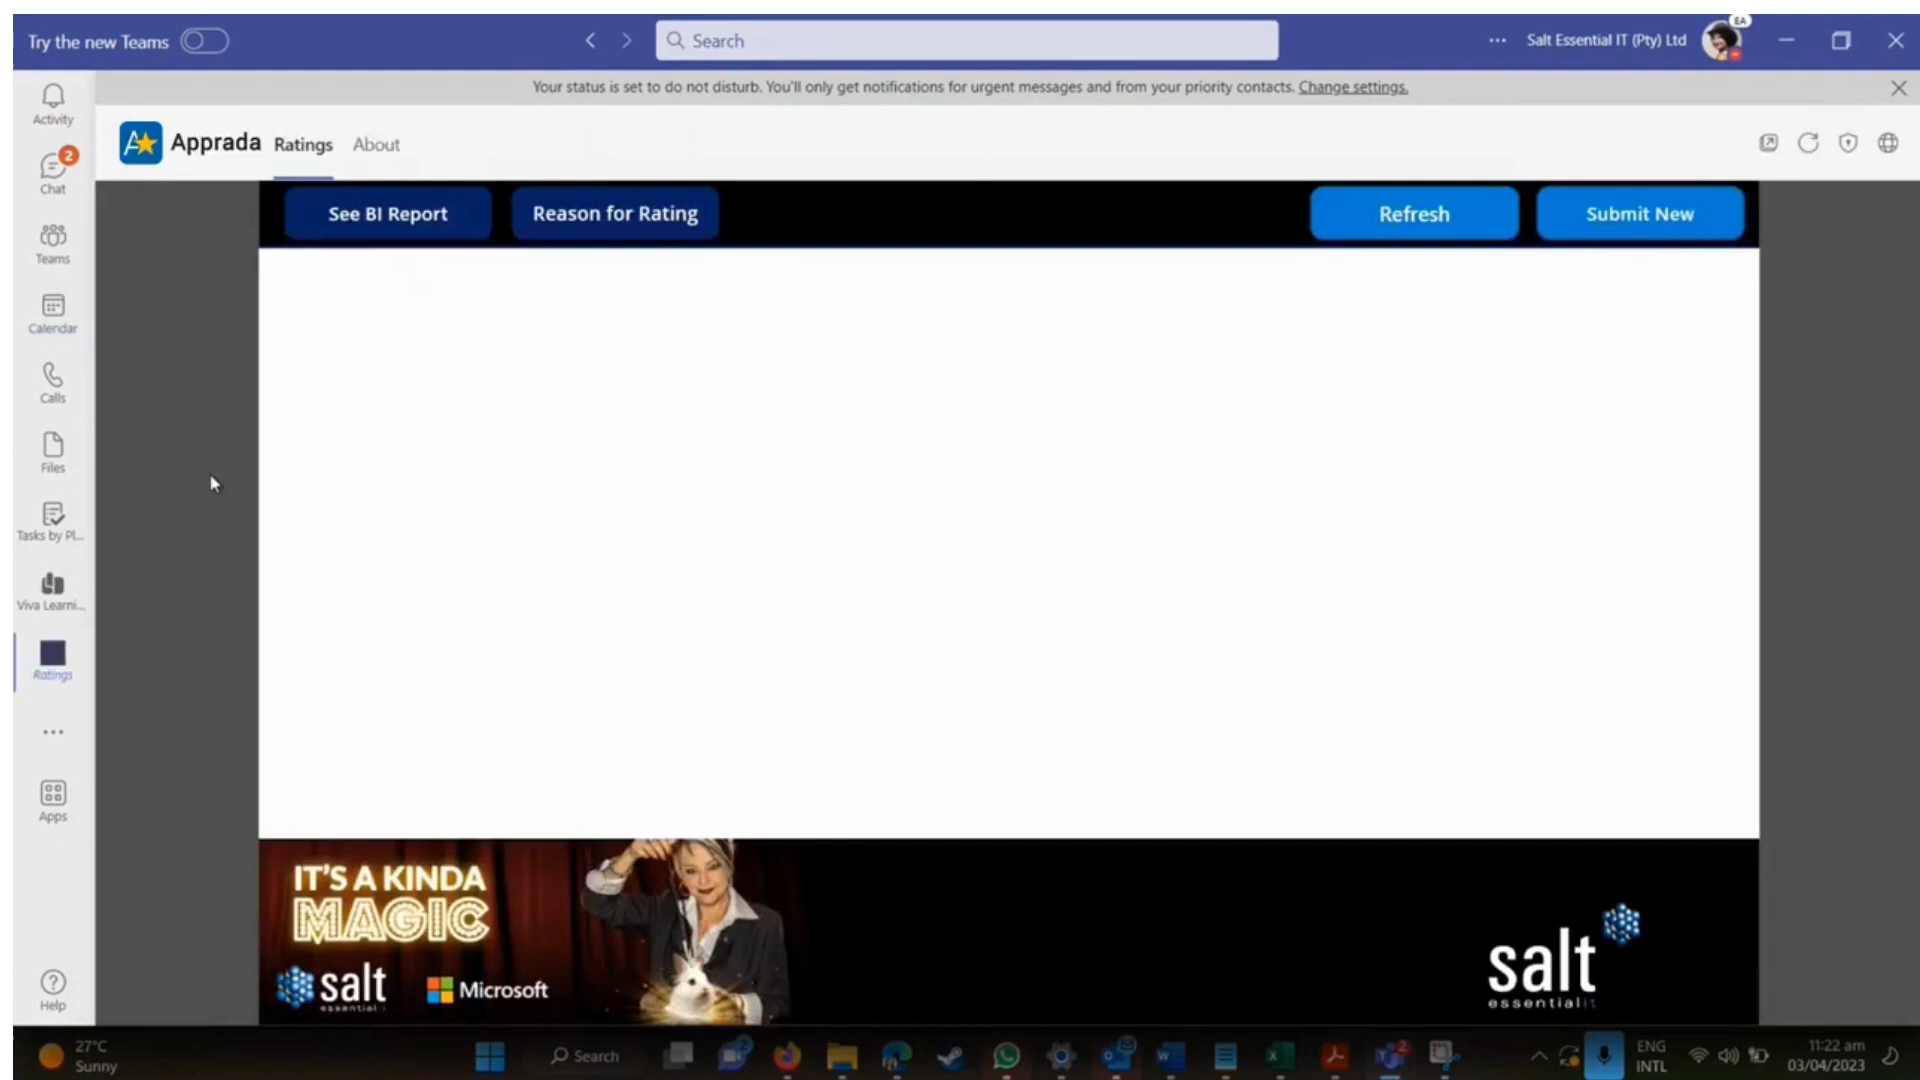 Try the new Teams
Search
Salt Essential IT (Pty) Ltd
EA
Your status is set to do not disturb. You'll only get notifications for urgent messages and from your priority contacts. Change settings.
Activity
2
Chat
Teams
Calendar
Calls
Files
Tasks by Pl...
Viva Learni...
Ratings
Apps
Help
Apprada
Ratings
About
See BI Report
Reason for Rating
Refresh
Submit New
IT'S A KINDA
MAGIC
salt
essential
Microsoft
salt
essentialit
27°C
Sunny
Search
ENG
INTL
11:22 am
03/04/2023